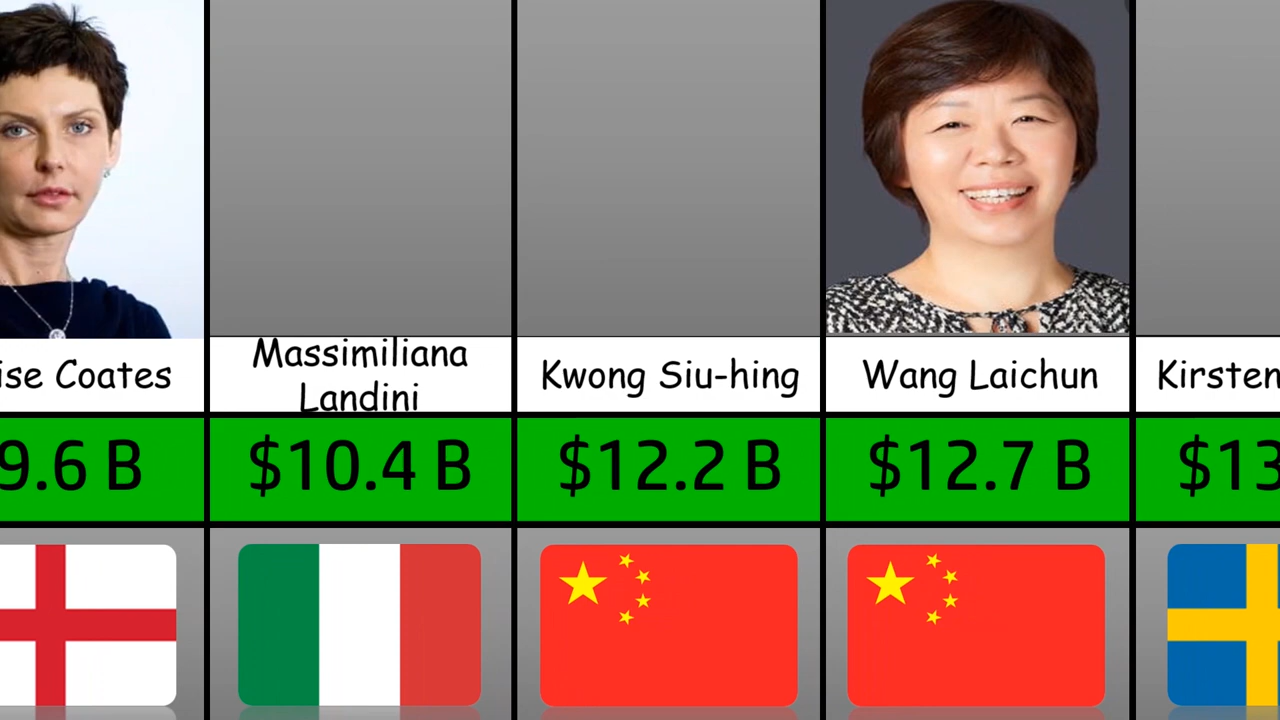 ise Coates
Massimiliana
Landini
Kwong Siu-hing
Wang Laichun
Kirsten
9.6 B
$10.4 B
$12.2 B
$12.7 B
$13